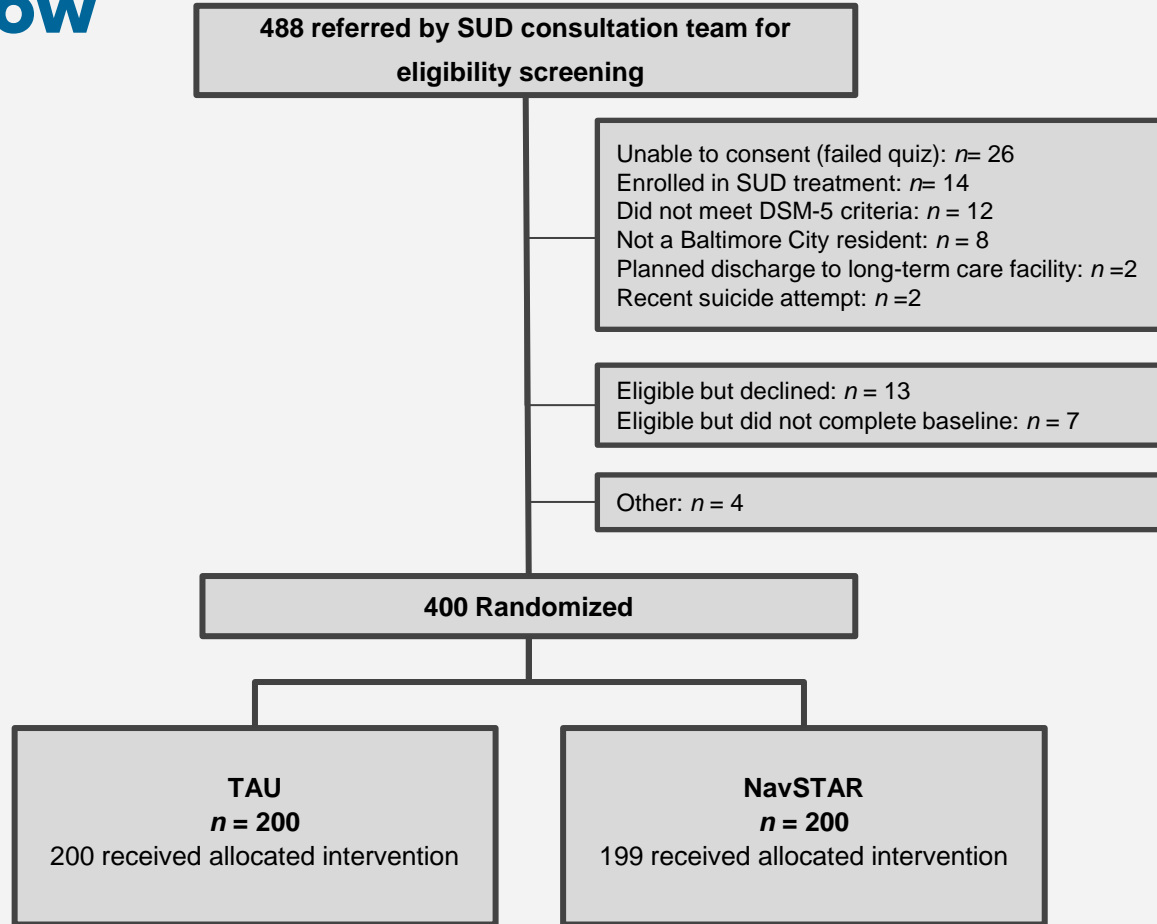 ow
488 referred by SUD consultation team for
eligibility screening
Unable to consent (failed quiz): n= 26
Enrolled in SUD treatment: n= 14
Did not meet DSM-5 criteria: n = 12
Not a Baltimore City resident: n = 8
Planned discharge to long-term care facility: n =2
Recent suicide attempt: n =2
Eligible but declined: n = 13
Eligible but did not complete baseline: n = 7
Other: n = 4
400 Randomized
TAU
n = 200
200 received allocated intervention
NavSTAR
n = 200
199 received allocated intervention